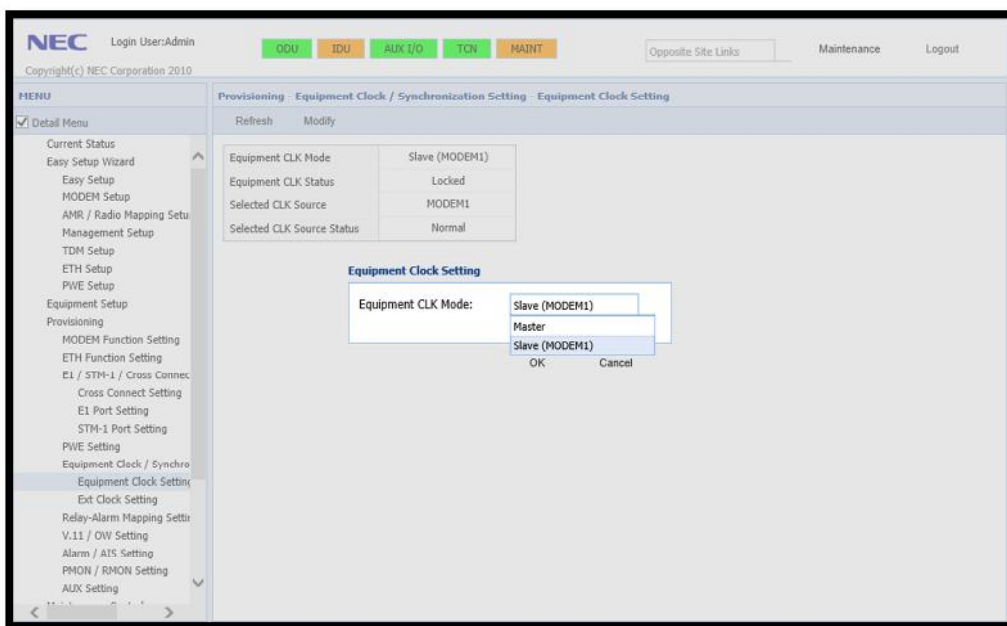 NEC Login User:Admin
ODU IDU AUX I/O TCN MAINT
Opposite Site Links
Maintenance Logout
Copyright(c) NEC Corporation 2010
MENU
Detail Menu
Current Status
Easy Setup Wizard
Easy Setup
MODEM Setup
AMR / Radio Mapping Setu
Management Setup
TDM Setup
ETH Setup
PWE Setup
Equipment Setup
Provisioning
MODEM Function Setting
ETH Function Setting
E1 / STM-1 / Cross Connec
Cross Connect Setting
E1 Port Setting
STM-1 Port Setting
PWE Setting
Equipment Clock / Synchro
Equipment Clock Setting
Ext Clock Setting
Relay-Alarm Mapping Settin
V.11 / OW Setting
Alarm / AIS Setting
PMON / RMON Setting
AUX Setting
Provisioning - Equipment Clock / Synchronization Setting - Equipment Clock Setting
Refresh Modify
Equipment CLK Mode Slave (MODEM1)
Equipment CLK Status Locked
Selected CLK Source MODEM1
Selected CLK Source Status Normal
Equipment Clock Setting
Equipment CLK Mode: Slave (MODEM1)
Master
Slave (MODEM1)
OK Cancel